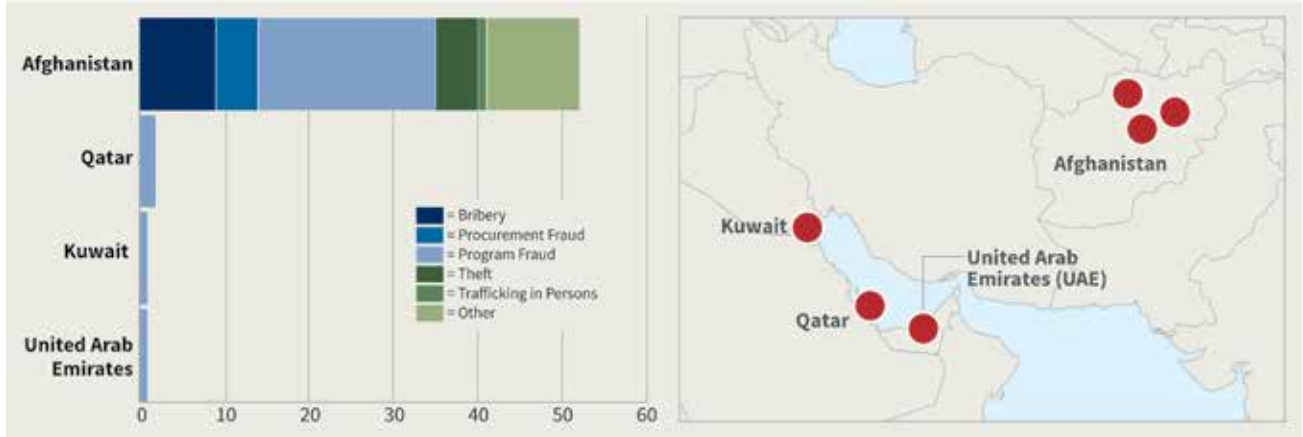 Afghanistan
Qatar
Kuwait
United Arab
Emirates
= Bribery
= Procurement Fraud
= Program Fraud
= Theft
= Trafficking in Persons
= Other
0 10 20 30 40 50 60
Afghanistan
Kuwait
United Arab
Emirates (UAE)
Qatar